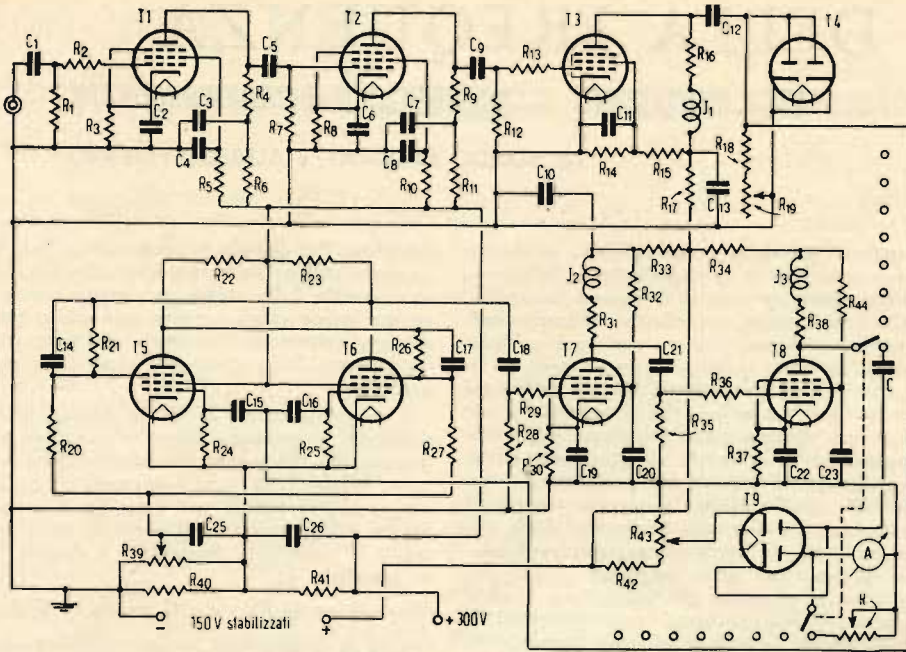 T1
T2
T3
T4
C1
R2
C5
C9
R13
C12
R16
J1
R1
R3
C2
C3
C4
R4
R5
R6
R7
R8
C6
C7
C8
R9
R10
R11
R12
C11
R14
R15
R17
C13
R18
R19
C10
R22
R23
R33
R34
J2
R31
R32
J3
R38
R44
C14
R21
T5
T6
R26
C17
C18
T7
C21
T8
C
R20
R24
C15
C16
R25
R27
R29
R28
R30
C19
C20
R36
R35
R37
C22
C23
T9
C25
C26
R39
R40
R41
R43
R42
A
R
- 150V stabilizzati +
+300V